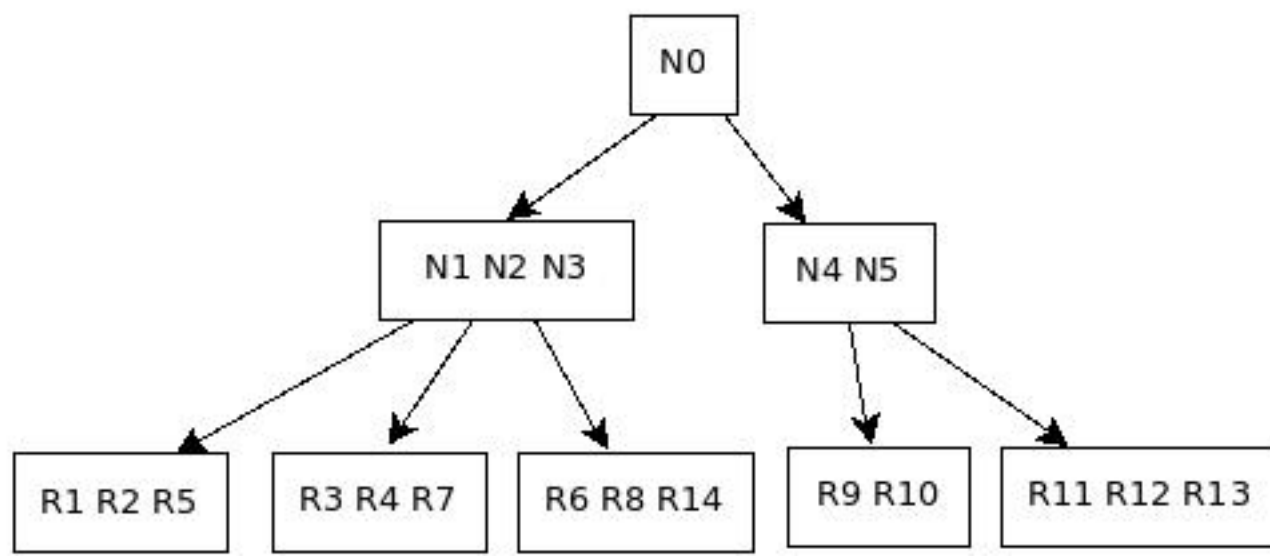 N0
N1 N2 N3
N4 N5
R1 R2 R5
R3 R4 R7
R6 R8 R14
R9 R10
R11 R12 R13